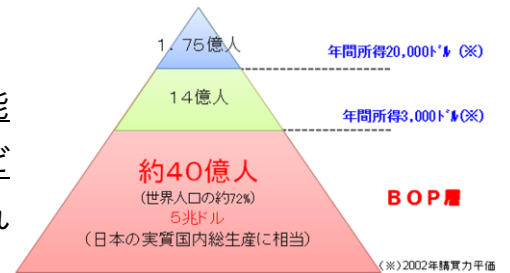 1．75億人
年間所得20,000ﾄﾞﾙ (※)
14億人
年間所得3,000ﾄﾞﾙ(※)
能
約40億人
(世界人口の約72%)
5兆ドル
(日本の実質国内総生産に相当)
BOP層
(※)2002年購買力平価